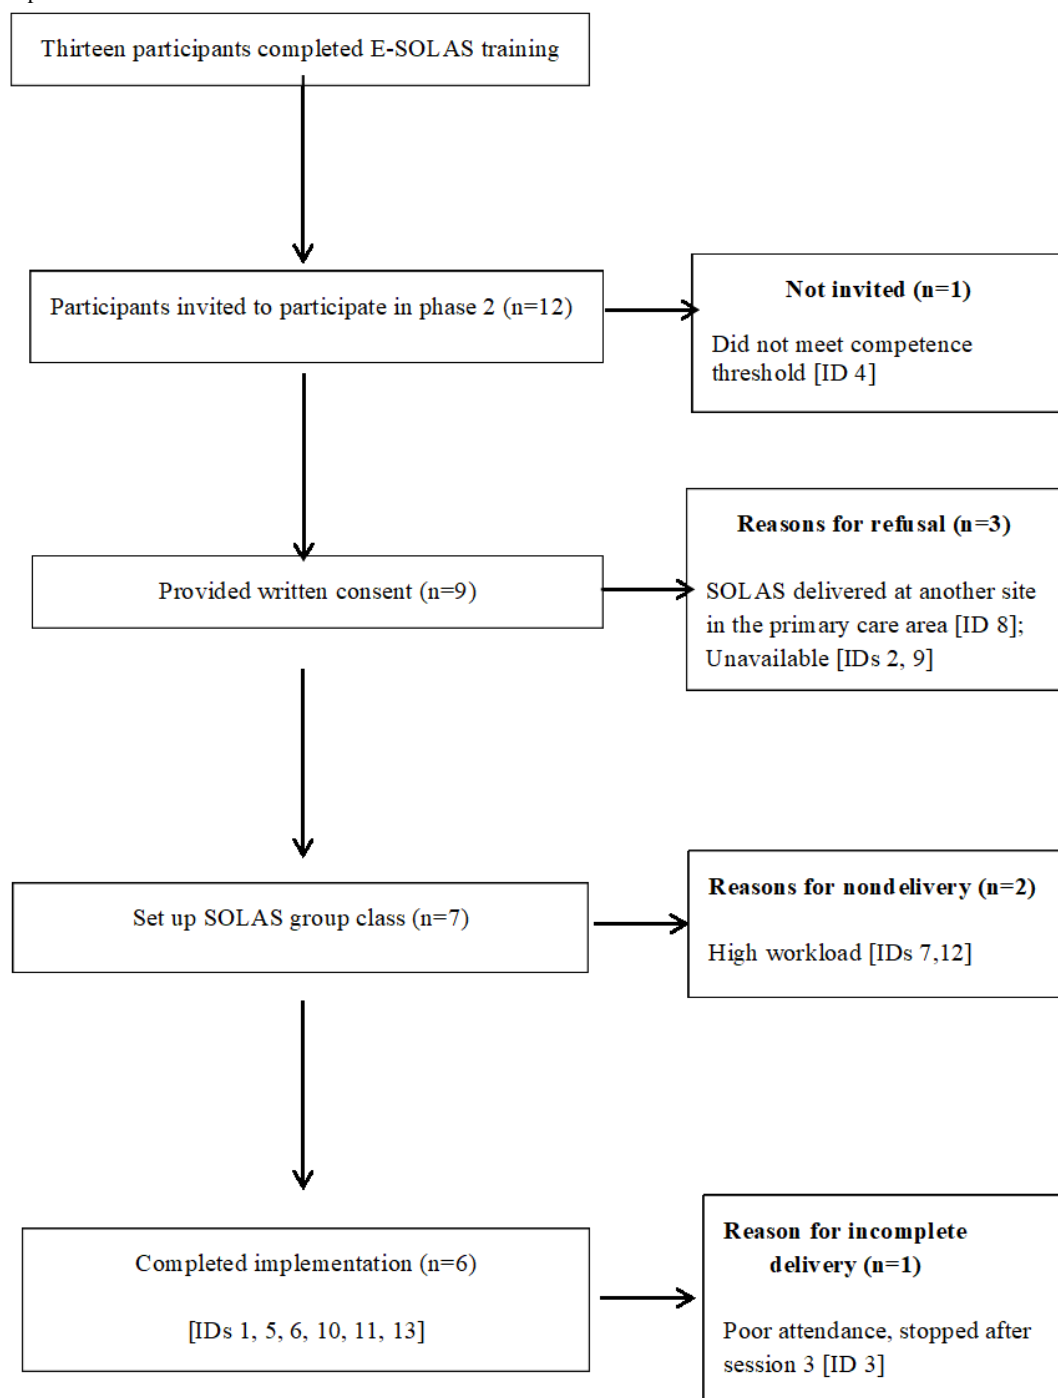 Thirteen participants completed E-SOLAS training
Participants invited to participate in phase 2 (n=12)
Not invited (n=1)
Did not meet competence
threshold [ID 4]
Provided written consent (n=9)
Reasons for refusal (n=3)
SOLAS delivered at another site
in the primary care area [ID 8];
Unavailable [IDs 2, 9]
Set up SOLAS group class (n=7)
Reasons for nondelivery (n=2)
High workload [IDs 7,12]
Completed implementation (n=6)
[IDs 1, 5, 6, 10, 11, 13]
Reason for incomplete
delivery (n=1)
Poor attendance, stopped after
session 3 [ID 3]